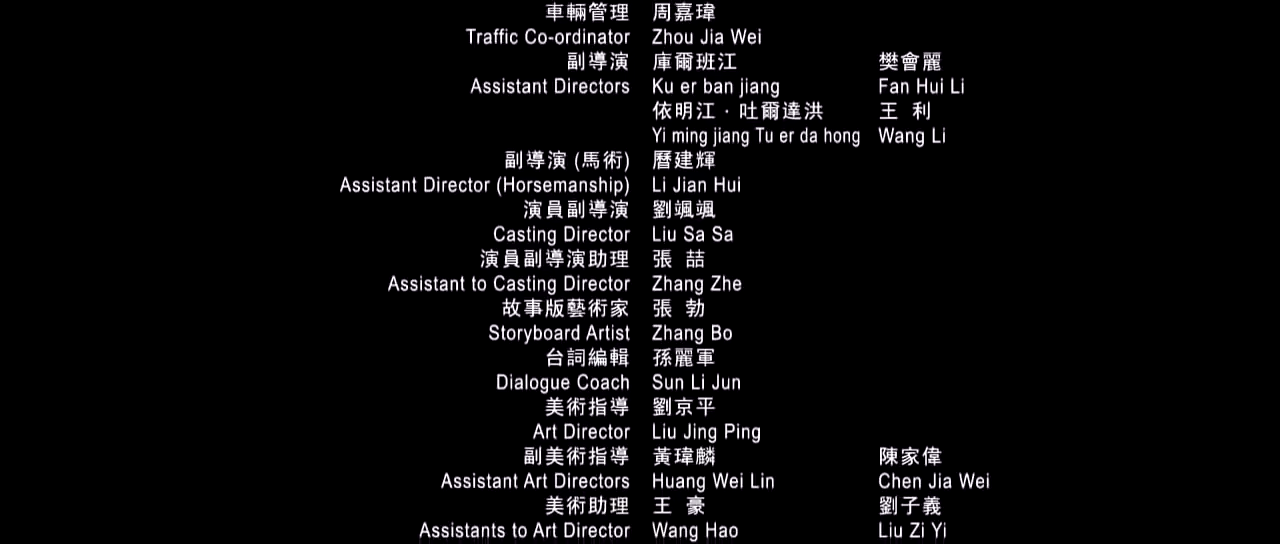 車輛管理 周嘉瑋
Traffic Co-ordinator Zhou Jia Wei
副導演 庫爾班江 樊會麗
Assistant Directors Ku er ban jiang Fan Hui Li
依明江·吐爾達洪 王 利
Yi ming jiang Tu er da hong Wang Li
副導演 (馬術) 曆建輝
Assistant Director (Horsemanship) Li Jian Hui
演員副導演 劉颯颯
Casting Director Liu Sa Sa
演員副導演助理 張 喆
Assistant to Casting Director Zhang Zhe
故事版藝術家 張 勃
Storyboard Artist Zhang Bo
台詞編輯 孫麗軍
Dialogue Coach Sun Li Jun
美術指導 劉京平
Art Director Liu Jing Ping
副美術指導 黃瑋麟 陳家偉
Assistant Art Directors Huang Wei Lin Chen Jia Wei
美術助理 王 豪 劉子義
Assistants to Art Director Wang Hao Liu Zi Yi